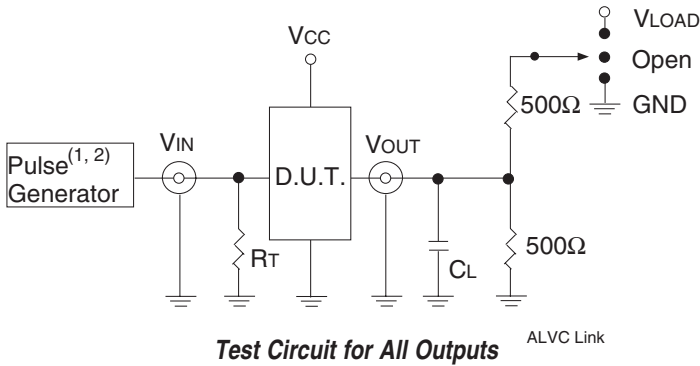 VLOAD
VCC
Open
500Ω
GND
VIN
VOUT
Pulse(1, 2)
Generator
D.U.T.
RT
CL
500Ω
Test Circuit for All Outputs
ALVC Link